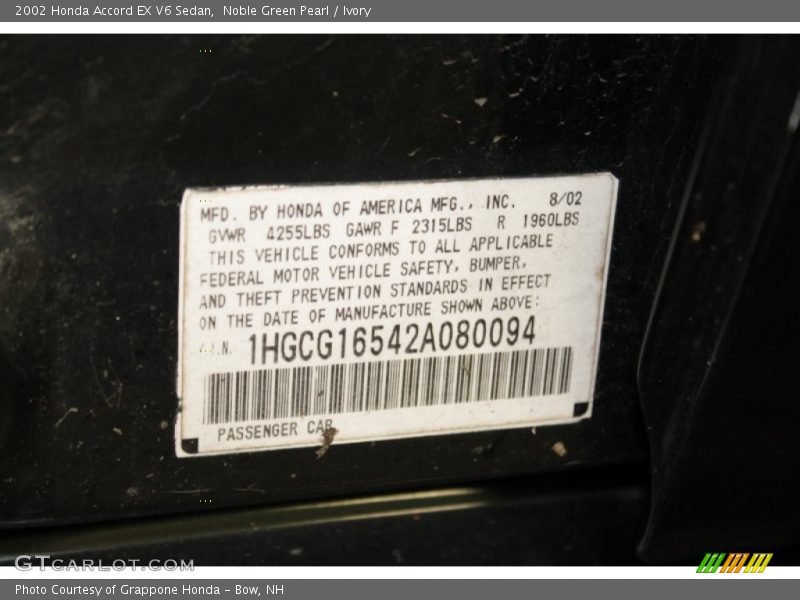 2002 Honda Accord EX V6 Sedan,  Noble Green Pearl / Ivory
MFD. BY HONDA OF AMERICA MFG., INC. 8/02
GVWR 4255LBS GAWR F 2315LBS R 1960LBS
THIS VEHICLE CONFORMS TO ALL APPLICABLE
FEDERAL MOTOR VEHICLE SAFETY, BUMPER,
AND THEFT PREVENTION STANDARDS IN EFFECT
ON THE DATE OF MANUFACTURE SHOWN ABOVE:
V.I.N. 1HGCG16542A080094
PASSENGER CAR
GTCARLOT.COM
Photo Courtesy of Grappone Honda - Bow, NH